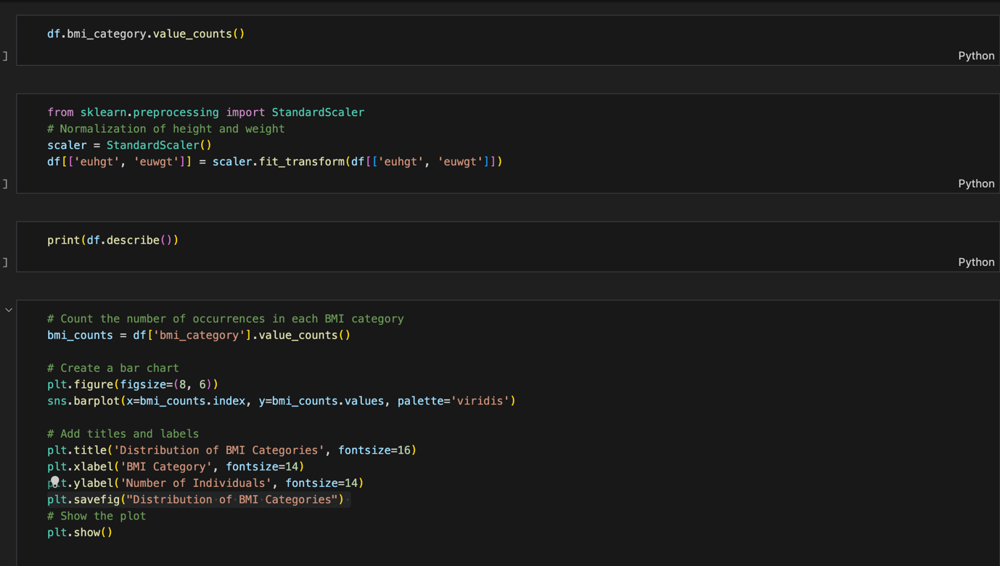 df.bmi_category.value_counts()
]
Python
from sklearn.preprocessing import StandardScaler
# Normalization of height and weight
scaler = StandardScaler()
df[['euhgt', 'euwgt']] = scaler.fit_transform(df[['euhgt', 'euwgt']])
]
Python
print(df.describe())
]
Python
# Count the number of occurrences in each BMI category
bmi_counts = df['bmi_category'].value_counts()
# Create a bar chart
plt.figure(figsize=(8, 6))
sns.barplot(x=bmi_counts.index, y=bmi_counts.values, palette='viridis')
# Add titles and labels
plt.title('Distribution of BMI Categories', fontsize=16)
plt.xlabel('BMI Category', fontsize=14)
plt.ylabel('Number of Individuals', fontsize=14)
plt.savefig("Distribution of BMI Categories")
# Show the plot
plt.show()